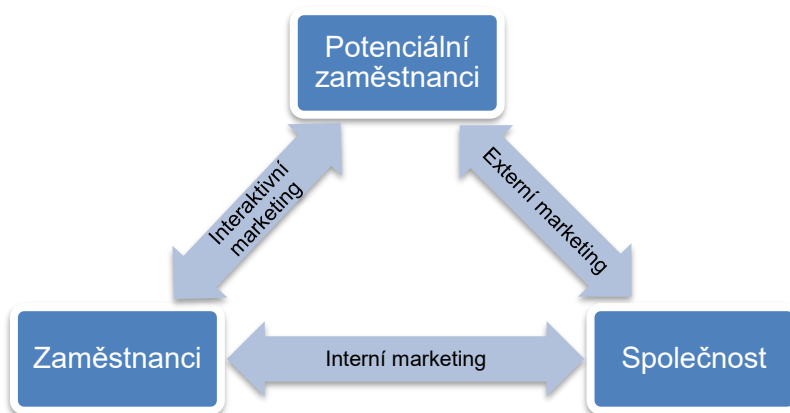 Potenciální
zaměstnanci
Interaktivní
marketing
Externí marketing
Zaměstnanci
Interní marketing
Společnost